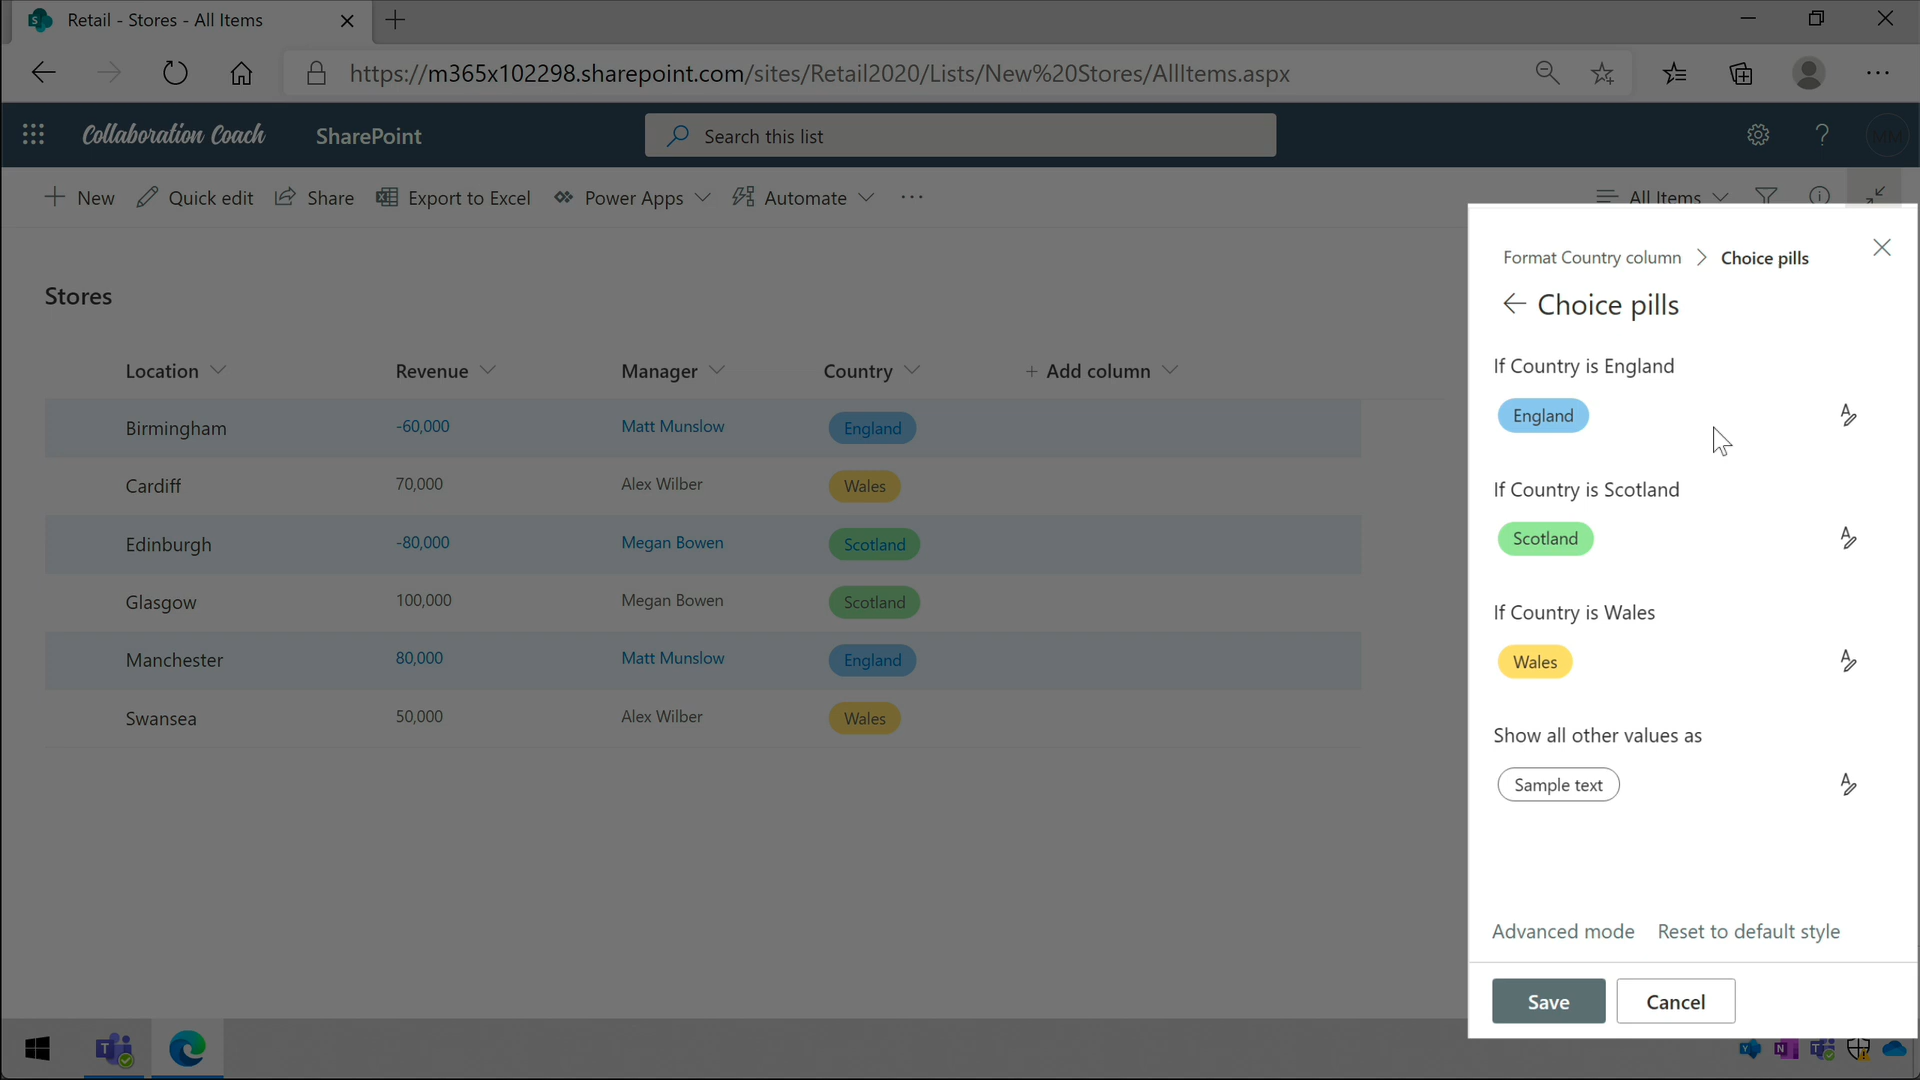 Retail - Stores - All Items
https://m365x102298.sharepoint.com/sites/Retail2020/Lists/New%20Stores/AllItems.aspx
Collaboration Coach SharePoint Search this list MM
New Quick edit Share Export to Excel Power Apps Automate All Items
Stores
Location Revenue Manager Country + Add column
Birmingham -60,000 Matt Munslow England
Cardiff 70,000 Alex Wilber Wales
Edinburgh -80,000 Megan Bowen Scotland
Glasgow 100,000 Megan Bowen Scotland
Manchester 80,000 Matt Munslow England
Swansea 50,000 Alex Wilber Wales
Format Country column > Choice pills
Choice pills
If Country is England
England
If Country is Scotland
Scotland
If Country is Wales
Wales
Show all other values as
Sample text
Advanced mode Reset to default style
Save Cancel